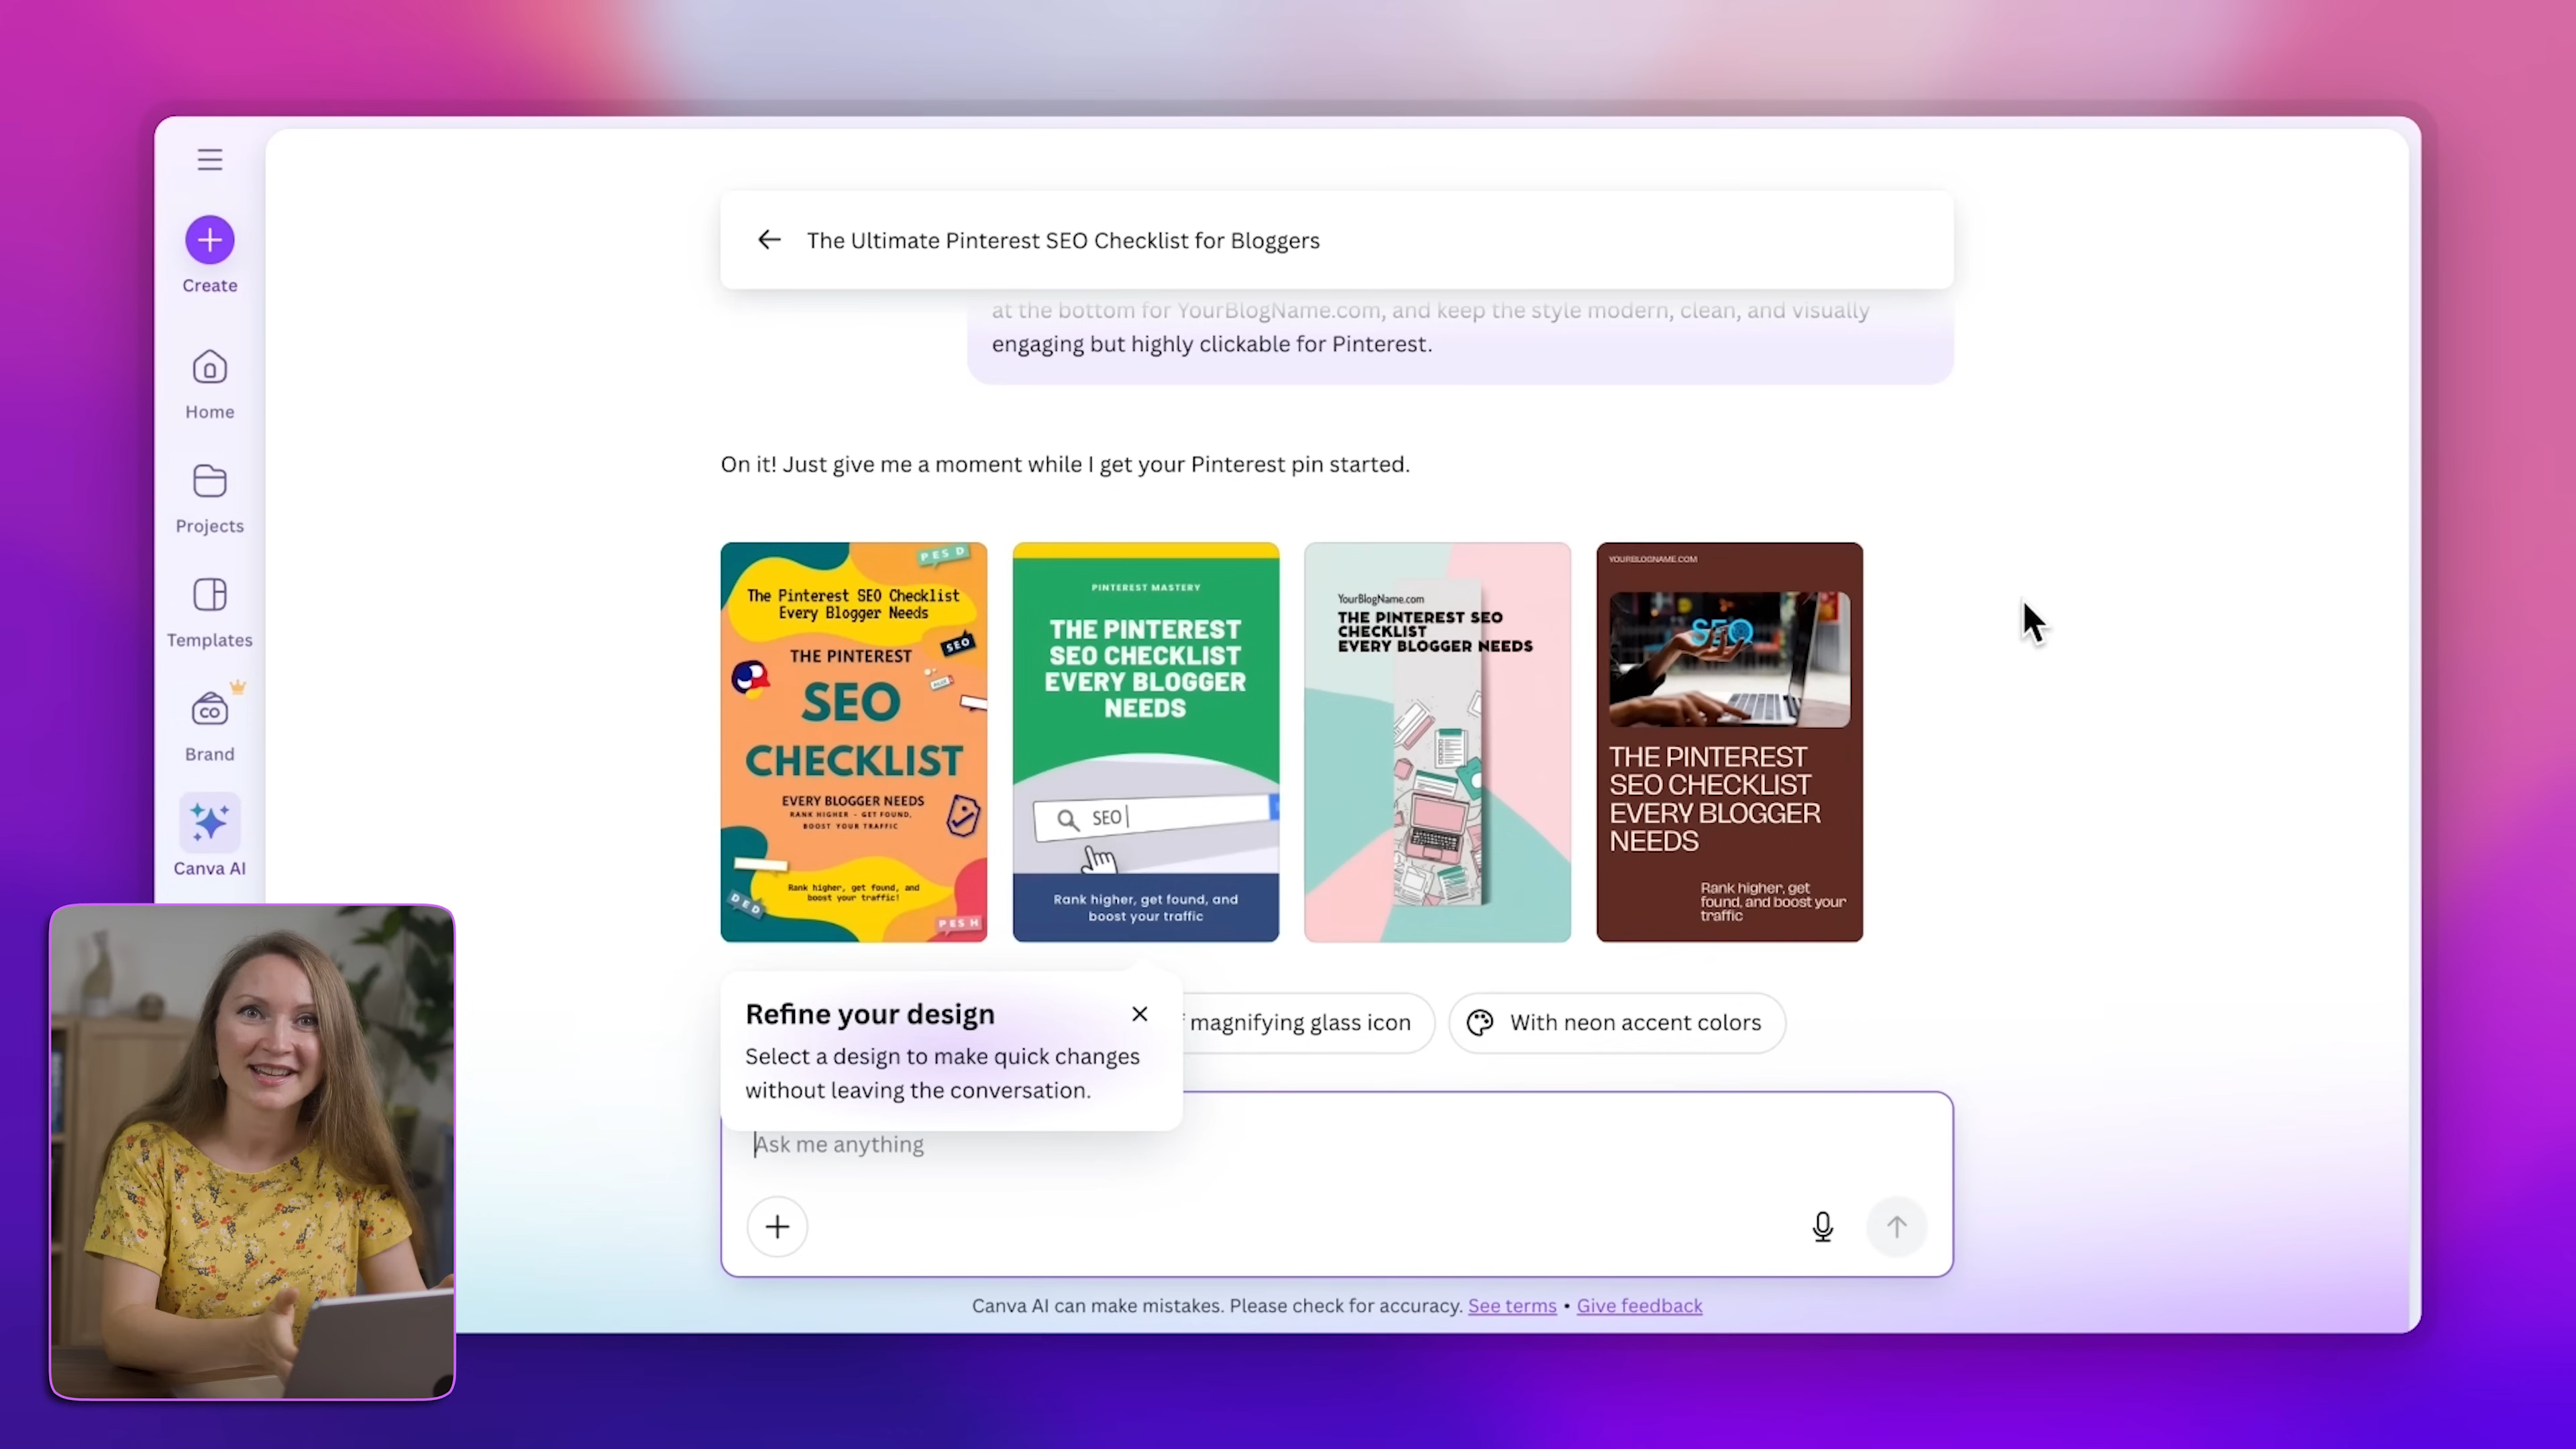 Create
Home
Projects
Templates
CO
Brand
Canva AI
The Ultimate Pinterest SEO Checklist for Bloggers
at the bottom for YourBlogName.com, and keep the style modern, clean, and visually
engaging but highly clickable for Pinterest.
On it! Just give me a moment while I get your Pinterest pin started.
PES D
The Pinterest SEO Checklist
Every Blogger Needs
SEO
THE PINTEREST
SEO
CHECKLIST
EVERY BLOGGER NEEDS
RANK HIGHER - GET FOUND,
BOOST YOUR TRAFFIC
Rank higher, get found, and
boost your traffic!
DED
PES H
PINTEREST MASTERY
THE PINTEREST
SEO CHECKLIST
EVERY BLOGGER
NEEDS
SEO
Rank higher, get found, and
boost your traffic
YourBlogName.com
THE PINTEREST SEO
CHECKLIST
EVERY BLOGGER NEEDS
YOURBLOGNAME.COM
SEO
THE PINTEREST
SEO CHECKLIST
EVERY BLOGGER
NEEDS
Rank higher, get
found, and boost your
traffic
Refine your design
Select a design to make quick changes
without leaving the conversation.
magnifying glass icon
With neon accent colors
Ask me anything
Canva AI can make mistakes. Please check for accuracy. See terms • Give feedback